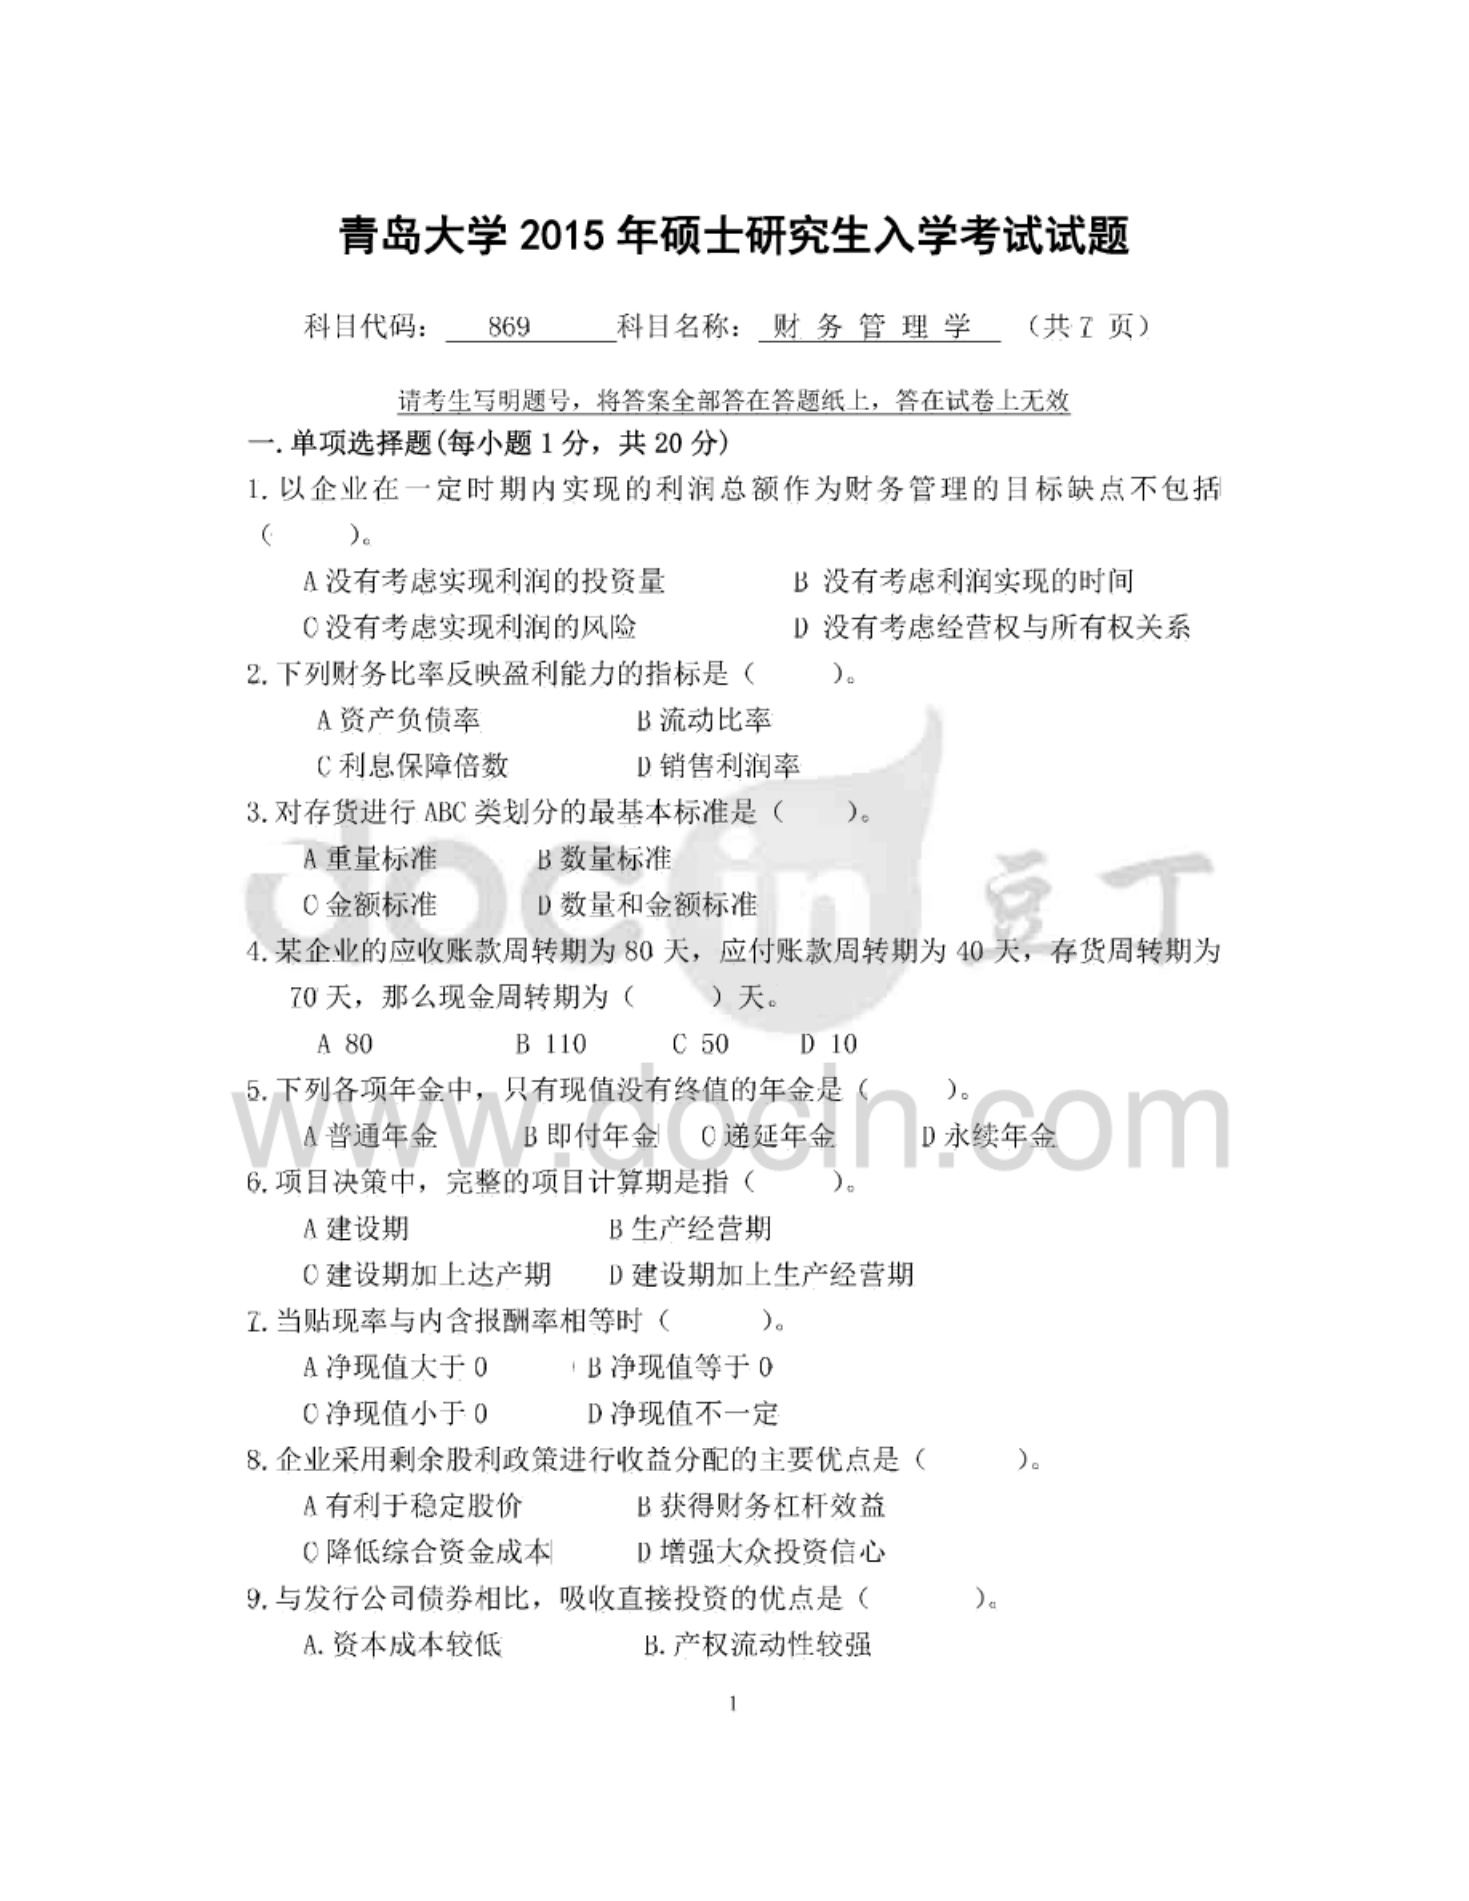 青岛大学 2015 年硕士研究生入学考试试题
科目代码： 869 科目名称： 财 务 管 理 学 （共 7 页）
请考生写明题号，将答案全部答在答题纸上，答在试卷上无效
一. 单项选择题(每小题 1 分，共 20 分)
1. 以企业在一定时期内实现的利润总额作为财务管理的目标缺点不包括
（ ）。
A 没有考虑实现利润的投资量 B 没有考虑利润实现的时间
C 没有考虑实现利润的风险 D 没有考虑经营权与所有权关系
2. 下列财务比率反映盈利能力的指标是（ ）。
A 资产负债率 B 流动比率
C 利息保障倍数 D 销售利润率
3. 对存货进行 ABC 类划分的最基本标准是（ ）。
A 重量标准 B 数量标准
C 金额标准 D 数量和金额标准
4. 某企业的应收账款周转期为 80 天，应付账款周转期为 40 天，存货周转期为
70 天，那么现金周转期为（ ）天。
A 80 B 110 C 50 D 10
5. 下列各项年金中，只有现值没有终值的年金是（ ）。
A 普通年金 B 即付年金 C 递延年金 D 永续年金
6. 项目决策中，完整的项目计算期是指（ ）。
A 建设期 B 生产经营期
C 建设期加上达产期 D 建设期加上生产经营期
7. 当贴现率与内含报酬率相等时（ ）。
A 净现值大于 0 B 净现值等于 0
C 净现值小于 0 D 净现值不一定
8. 企业采用剩余股利政策进行收益分配的主要优点是（ ）。
A 有利于稳定股价 B 获得财务杠杆效益
C 降低综合资金成本 D 增强大众投资信心
9. 与发行公司债券相比，吸收直接投资的优点是（ ）。
A. 资本成本较低 B. 产权流动性较强
1
docin 豆丁
www.docin.com